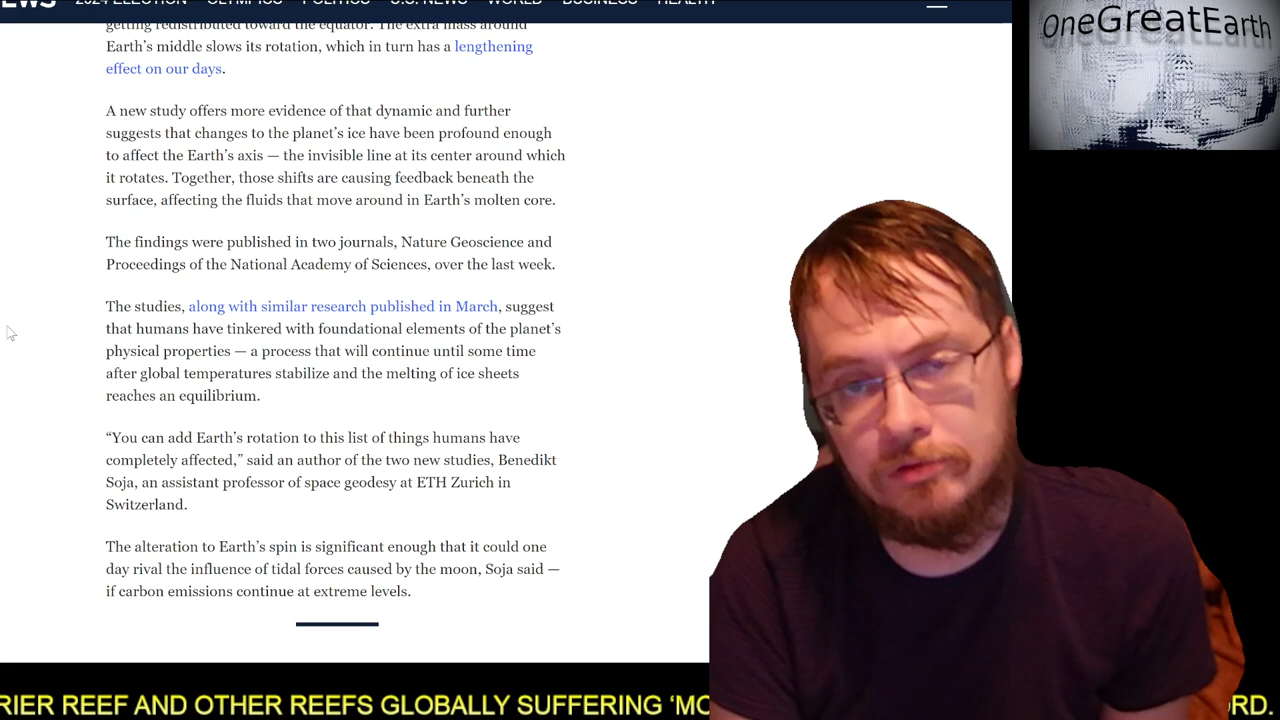 2024 ELECTION OLYMPICS POLITICS U.S. NEWS WORLD BUSINESS HEALTH
OneGreatEarth
getting redistributed toward the equator. The extra mass around
Earth’s middle slows its rotation, which in turn has a lengthening
effect on our days.
A new study offers more evidence of that dynamic and further
suggests that changes to the planet’s ice have been profound enough
to affect the Earth’s axis — the invisible line at its center around which
it rotates. Together, those shifts are causing feedback beneath the
surface, affecting the fluids that move around in Earth’s molten core.
The findings were published in two journals, Nature Geoscience and
Proceedings of the National Academy of Sciences, over the last week.
The studies, along with similar research published in March, suggest
that humans have tinkered with foundational elements of the planet’s
physical properties — a process that will continue until some time
after global temperatures stabilize and the melting of ice sheets
reaches an equilibrium.
“You can add Earth’s rotation to this list of things humans have
completely affected,” said an author of the two new studies, Benedikt
Soja, an assistant professor of space geodesy at ETH Zurich in
Switzerland.
The alteration to Earth’s spin is significant enough that it could one
day rival the influence of tidal forces caused by the moon, Soja said —
if carbon emissions continue at extreme levels.
RIER REEF AND OTHER REEFS GLOBALLY SUFFERING ‘MO RD.